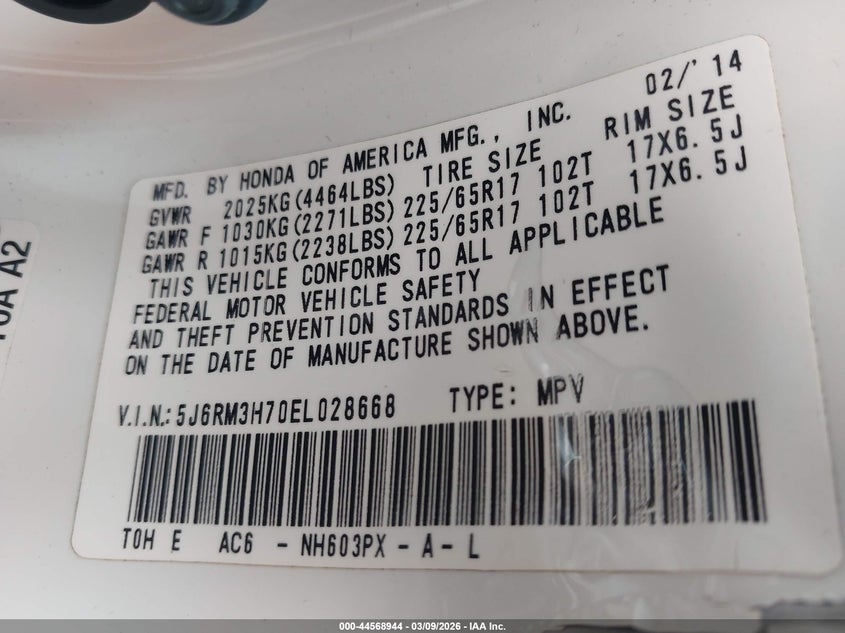 02/'14
MFD. BY HONDA OF AMERICA MFG., INC.
GVWR 2025KG(4464LBS) TIRE SIZE RIM SIZE
GAWR F 1030KG(2271LBS) 225/65R17 102T 17X6.5J
GAWR R 1015KG(2238LBS) 225/65R17 102T 17X6.5J
THIS VEHICLE CONFORMS TO ALL APPLICABLE
FEDERAL MOTOR VEHICLE SAFETY
AND THEFT PREVENTION STANDARDS IN EFFECT
ON THE DATE OF MANUFACTURE SHOWN ABOVE.
V.I.N.: 5J6RM3H70EL028668 TYPE: MPV
T0H E AC6 - NH603PX - A - L
A2
000-44568944 | 03/09/2026 - IAA Inc.